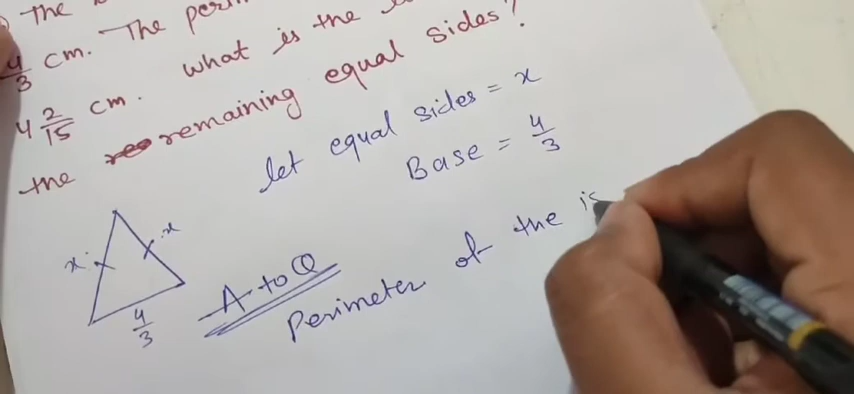 The
4/3 cm. The
4 2/15 cm. what is the
the remaining equal sides?
let equal sides = x
Base = 4/3
x x
4/3
A to Q
Perimeter of the is